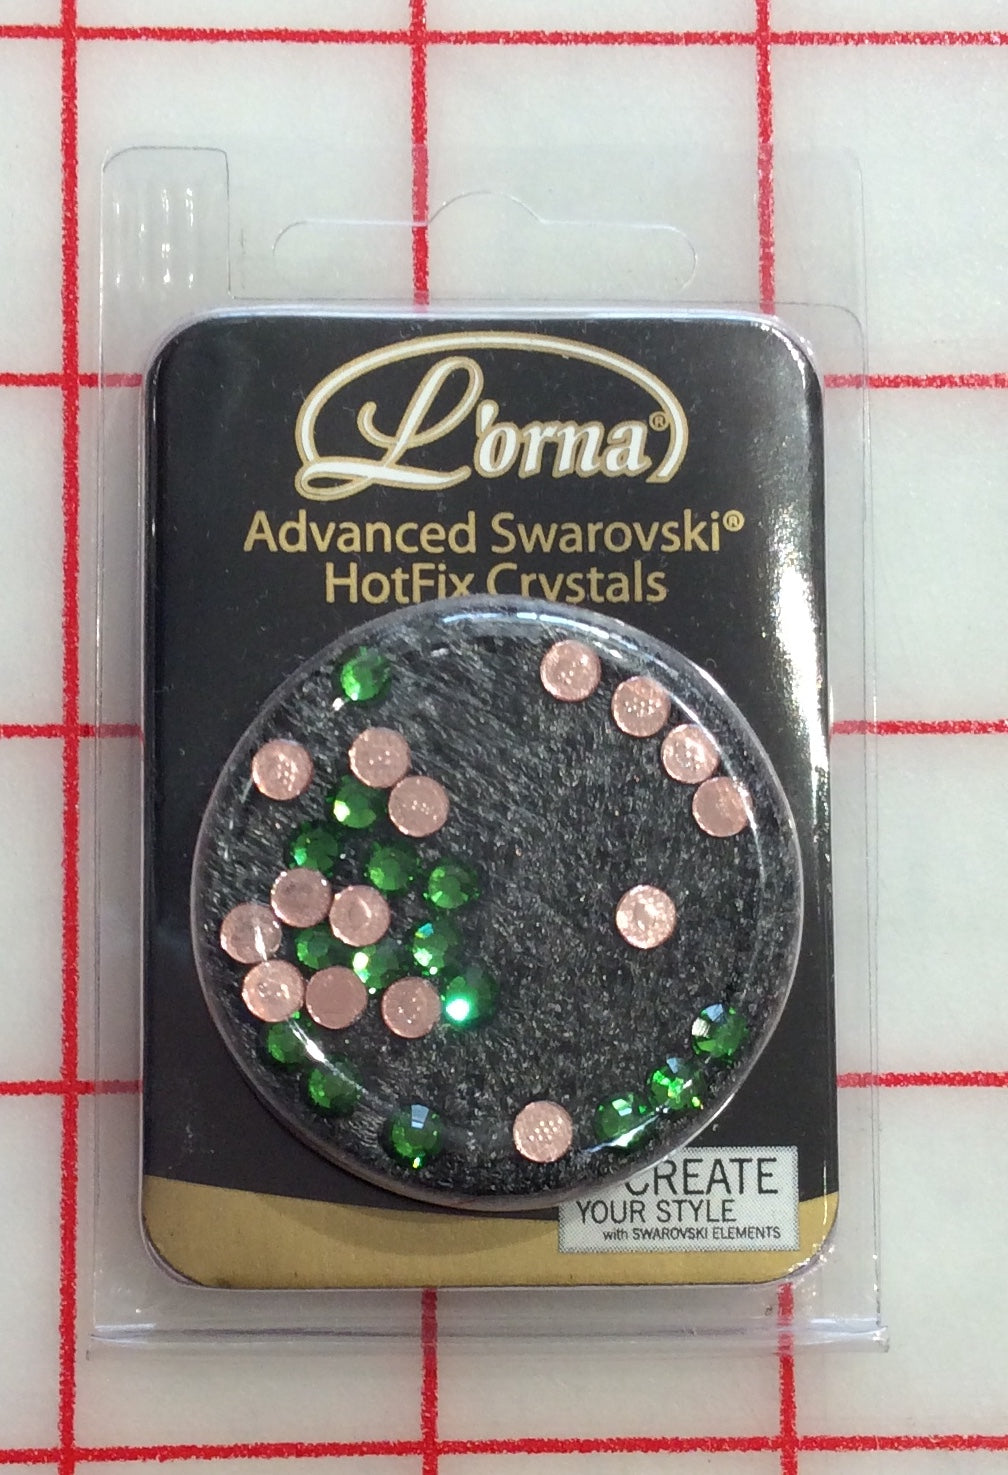 L'orna®
Advanced Swarovski®
HotFix Crystals
CREATE
YOUR STYLE
with SWAROVSKI ELEMENTS